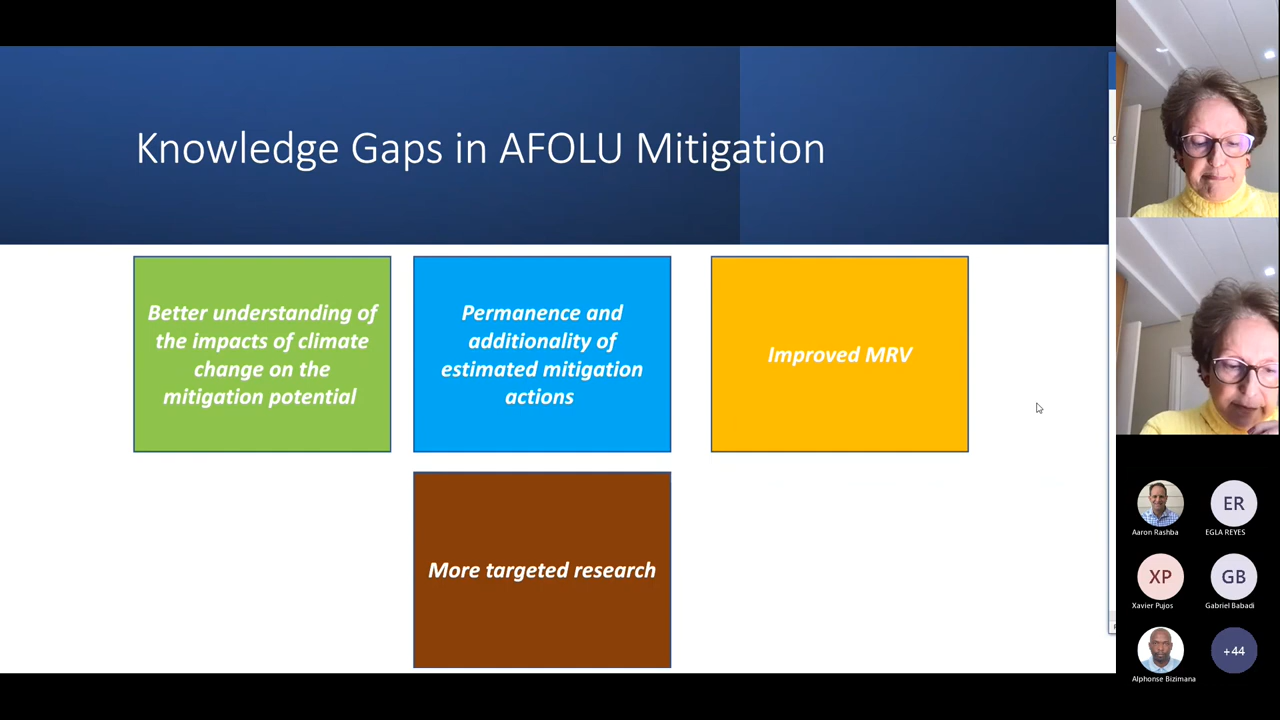 Knowledge Gaps in AFOLU Mitigation
Better understanding of
the impacts of climate
change on the
mitigation potential
Permanence and
additionality of
estimated mitigation
actions
Improved MRV
More targeted research
Aaron Rashba
ER
EGLA REYES
XP
Xavier Pujos
GB
Gabriel Babadi
Alphonse Bizimana
+44